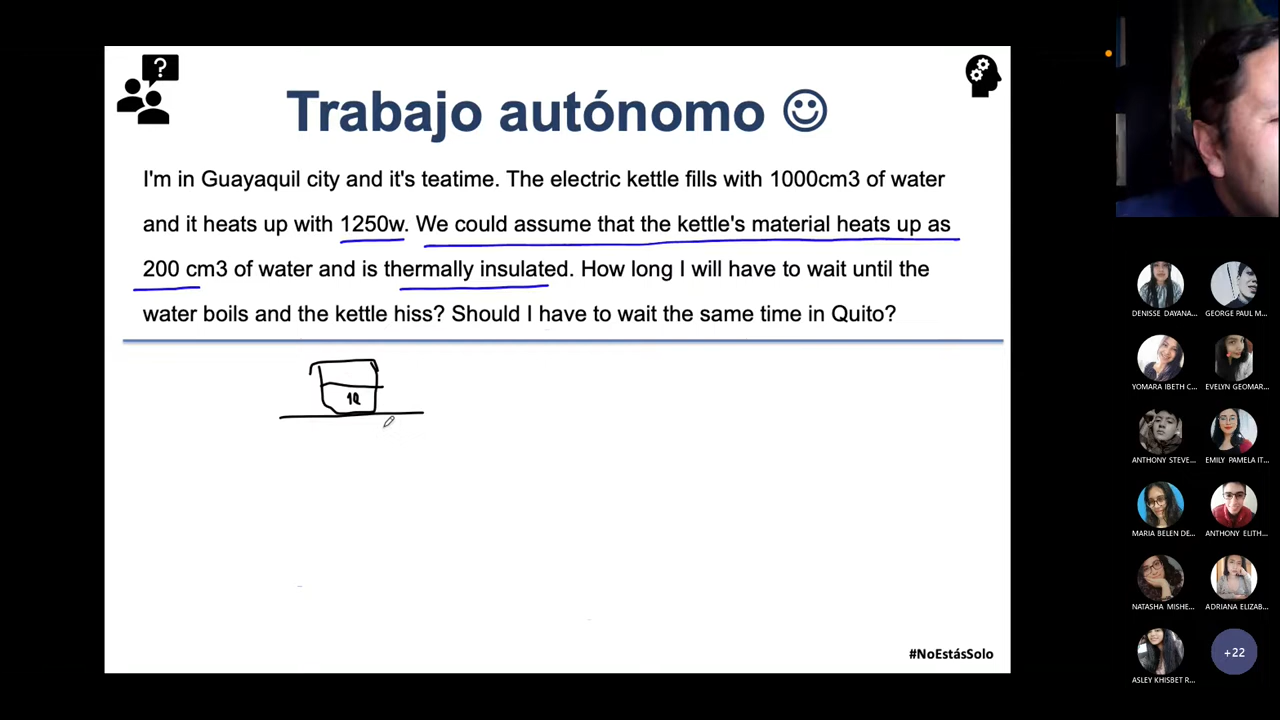 ?
Trabajo autónomo ☺
I'm in Guayaquil city and it's teatime. The electric kettle fills with 1000cm3 of water
and it heats up with 1250w. We could assume that the kettle's material heats up as
200 cm3 of water and is thermally insulated. How long I will have to wait until the
water boils and the kettle hiss? Should I have to wait the same time in Quito?
#NoEstásSolo
DENISSE DAYANA...
GEORGE PAUL M...
YOMARA IBETH C...
EVELYN GEOMAR...
ANTHONY STEVE...
EMILY PAMELA IT...
MARIA BELEN DE...
ANTHONY ELITH...
NATASHA MISHE...
ADRIANA ELIZAB...
ASLEY KHISBET R...
+22